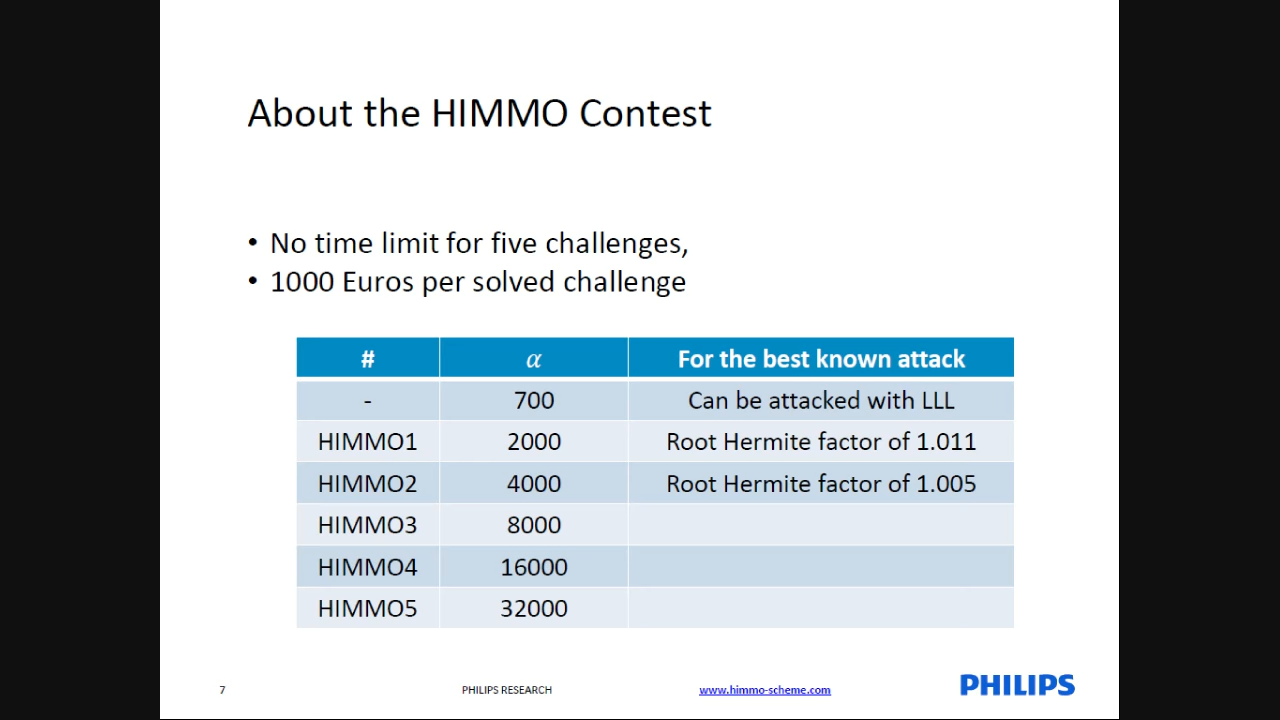 About the HIMMO Contest
• No time limit for five challenges,
• 1000 Euros per solved challenge
# α For the best known attack
- 700 Can be attacked with LLL
HIMMO1 2000 Root Hermite factor of 1.011
HIMMO2 4000 Root Hermite factor of 1.005
HIMMO3 8000
HIMMO4 16000
HIMMO5 32000
7 PHILIPS RESEARCH www.himmo-scheme.com PHILIPS